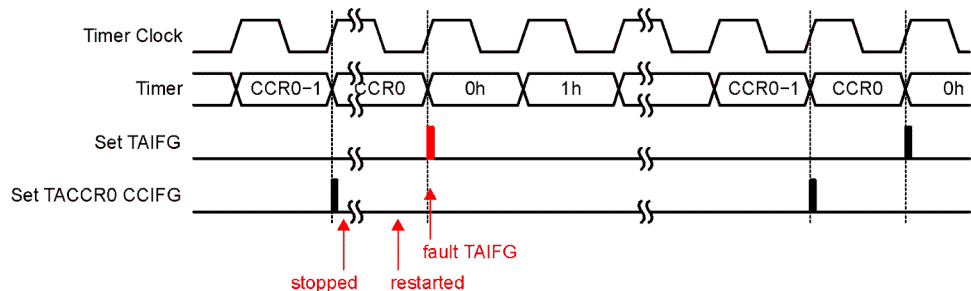 Timer Clock
Timer CCR0−1 CCR0 0h 1h CCR0−1 CCR0 0h
Set TAIFG
Set TACCR0 CCIFG
fault TAIFG
stopped restarted